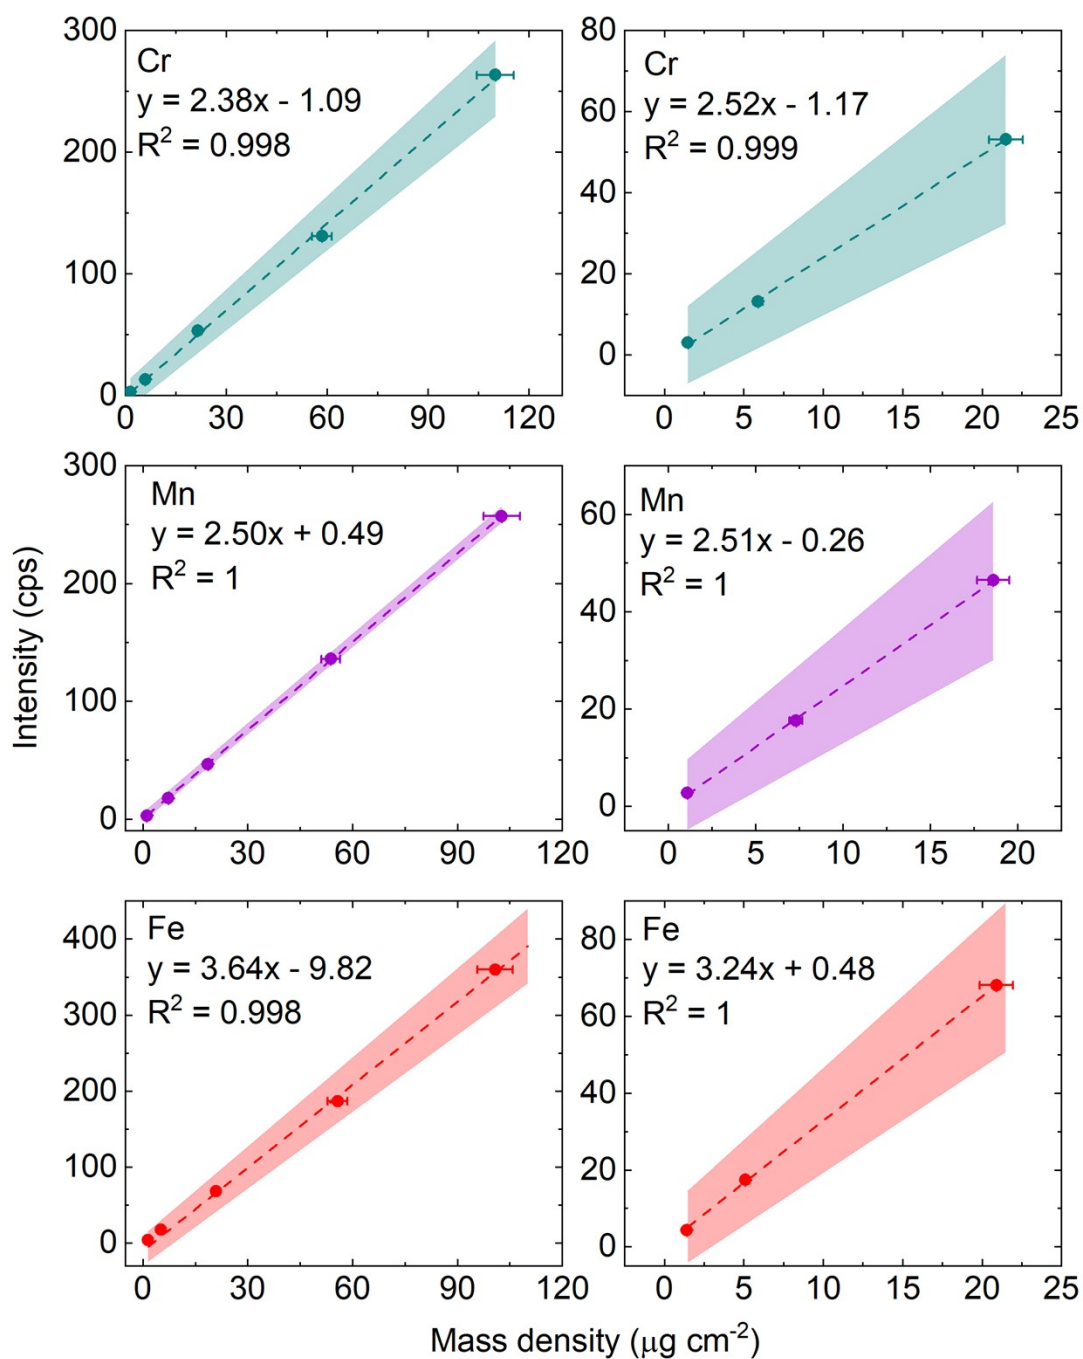 300
200
100
0
0
30
60
90
120
Cr
y = 2.38x - 1.09
R² = 0.998
80
60
40
20
0
0
5
10
15
20
25
Cr
y = 2.52x - 1.17
R² = 0.999
300
200
100
0
0
30
60
90
120
Mn
y = 2.50x + 0.49
R² = 1
60
40
20
0
0
5
10
15
20
Mn
y = 2.51x - 0.26
R² = 1
400
300
200
100
0
0
30
60
90
120
Fe
y = 3.64x - 9.82
R² = 0.998
80
60
40
20
0
0
5
10
15
20
25
Fe
y = 3.24x + 0.48
R² = 1
Intensity (cps)
Mass density (μg cm⁻²)